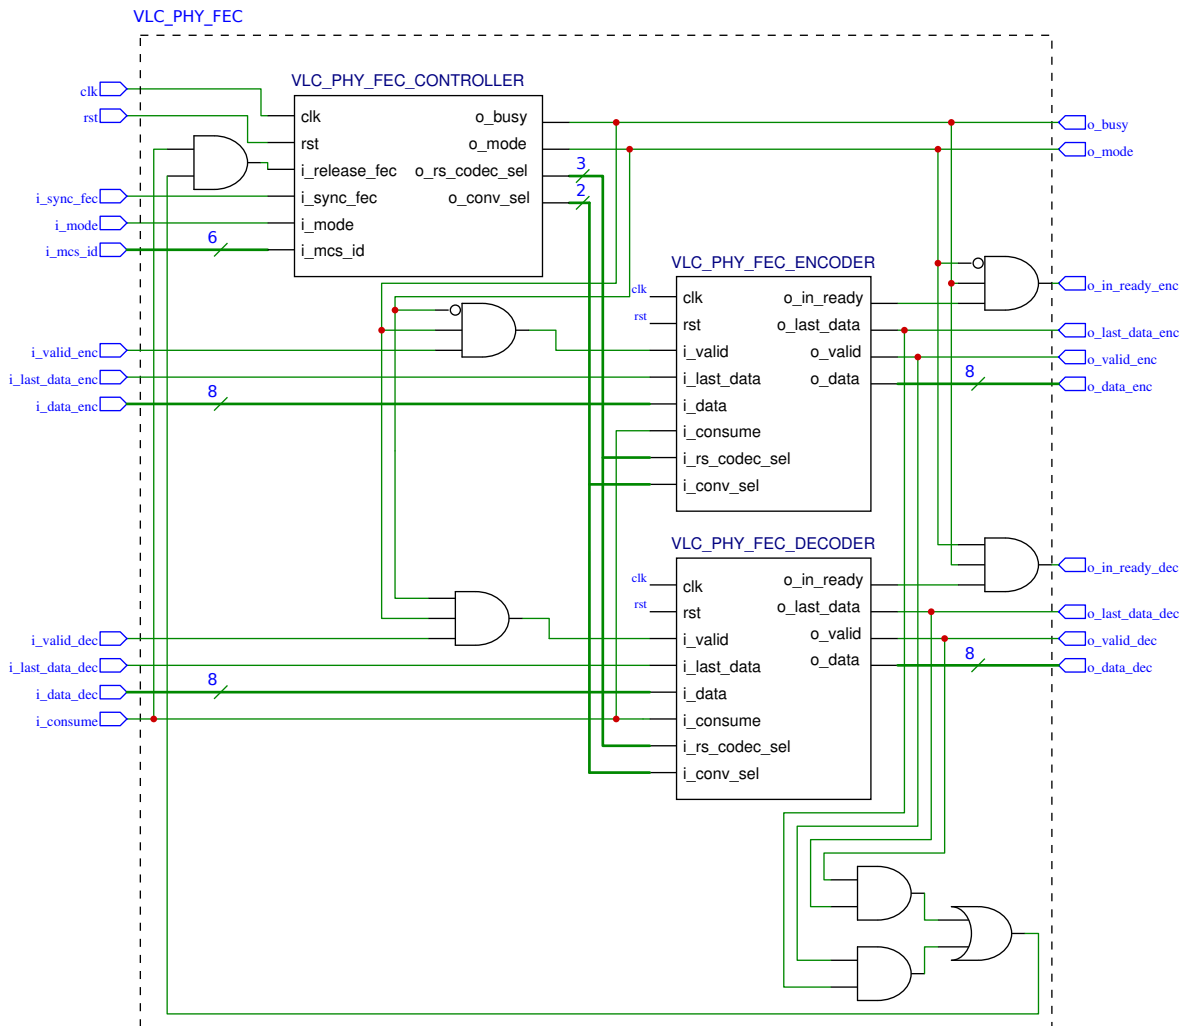 VLC_PHY_FEC
VLC_PHY_FEC_CONTROLLER
clk
rst
i_sync_fec
i_mode
i_mcs_id
6
clk
rst
i_release_fec
i_sync_fec
i_mode
i_mcs_id
o_busy
o_mode
o_rs_codec_sel
o_conv_sel
3
2
o_busy
o_mode
VLC_PHY_FEC_ENCODER
clk
rst
i_valid_enc
i_last_data_enc
i_data_enc
8
clk
rst
i_valid
i_last_data
i_data
i_consume
i_rs_codec_sel
i_conv_sel
o_in_ready
o_last_data
o_valid
o_data
8
o_in_ready_enc
o_last_data_enc
o_valid_enc
o_data_enc
VLC_PHY_FEC_DECODER
clk
rst
i_valid_dec
i_last_data_dec
i_data_dec
i_consume
8
clk
rst
i_valid
i_last_data
i_data
i_consume
i_rs_codec_sel
i_conv_sel
o_in_ready
o_last_data
o_valid
o_data
8
o_in_ready_dec
o_last_data_dec
o_valid_dec
o_data_dec